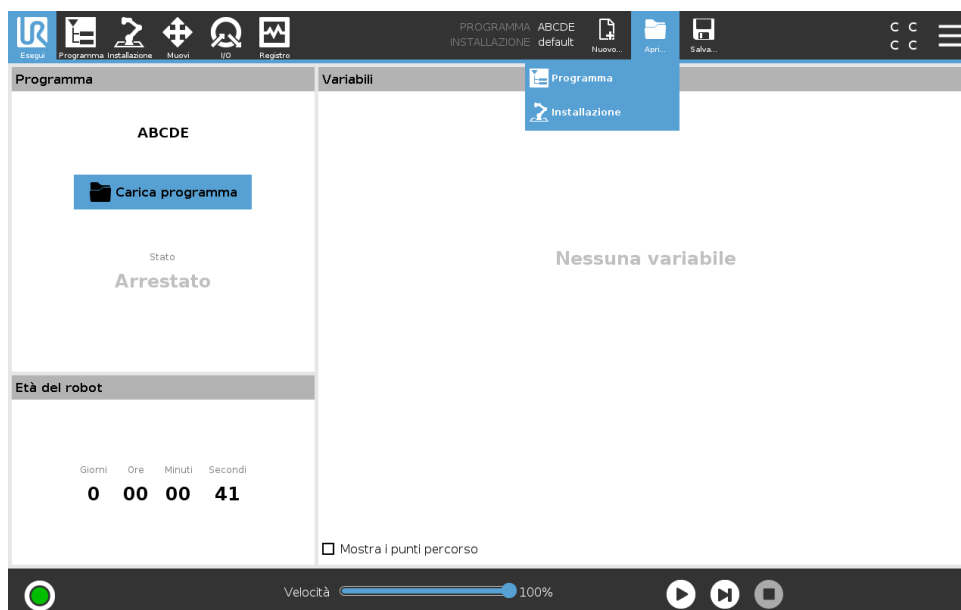 PROGRAMMA ABCDE
INSTALLAZIONE default
Esegui Programma Installazione Muovi I/O Registro Nuovo... Apri... Salva...
C C
C C
Programma
Variabili
Programma
Installazione
ABCDE
Carica programma
Stato
Arrestato
Nessuna variabile
Età del robot
Giorni Ore Minuti Secondi
0 00 00 41
Mostra i punti percorso
Velocità 100%